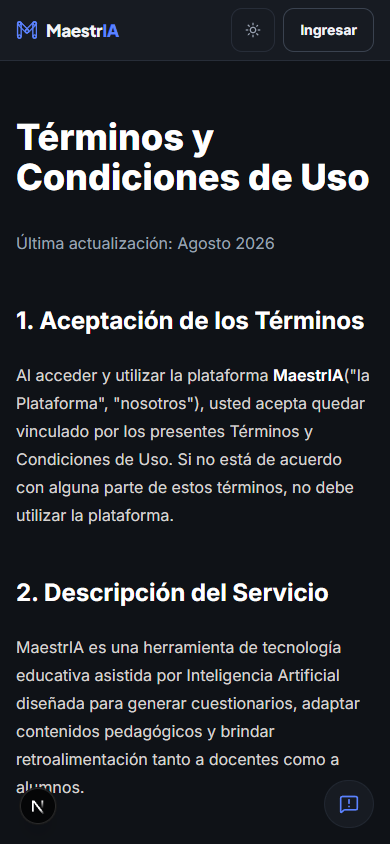 MaestrIA
Ingresar
Términos y
Condiciones de Uso
Última actualización: Agosto 2026
1. Aceptación de los Términos
Al acceder y utilizar la plataforma MaestrIA("la
Plataforma", "nosotros"), usted acepta quedar
vinculado por los presentes Términos y
Condiciones de Uso. Si no está de acuerdo
con alguna parte de estos términos, no debe
utilizar la plataforma.
2. Descripción del Servicio
MaestrIA es una herramienta de tecnología
educativa asistida por Inteligencia Artificial
diseñada para generar cuestionarios, adaptar
contenidos pedagógicos y brindar
retroalimentación tanto a docentes como a
alumnos.
N